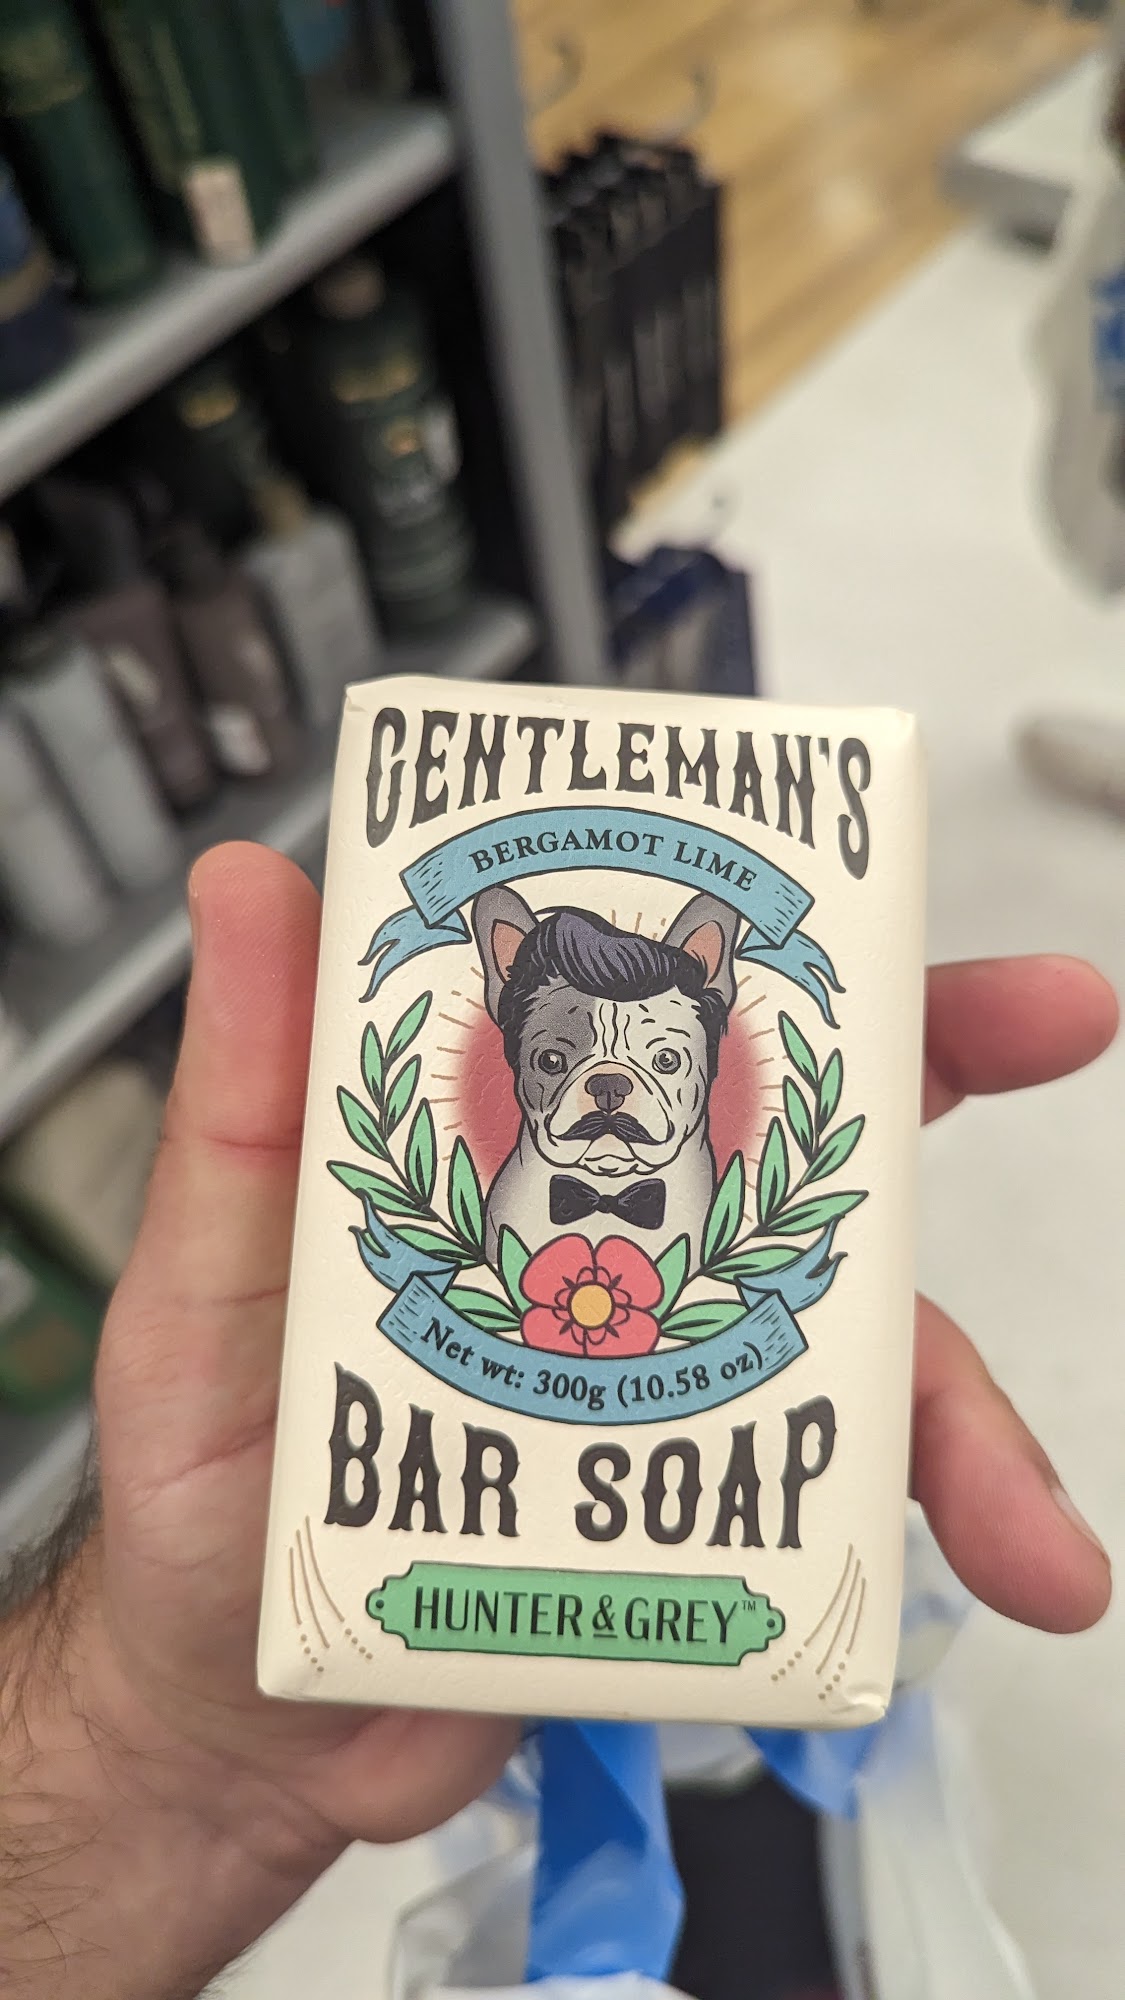 GENTLEMAN'S
BERGAMOT LIME
Net wt: 300g (10.58 oz)
BAR SOAP
HUNTER & GREY™